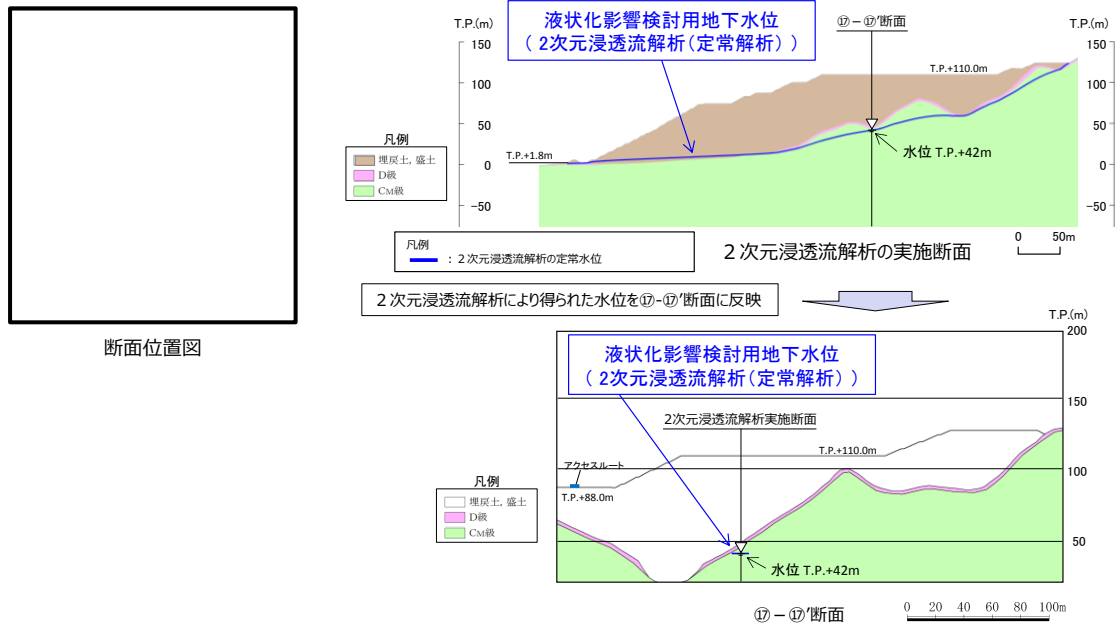 断面位置図
T.P.(m)
150
100
50
0
-50
液状化影響検討用地下水位
( 2次元浸透流解析(定常解析) )
⑰－⑰’断面
T.P.(m)
150
100
50
0
-50
T.P.+110.0m
T.P.+1.8m
水位 T.P.+42m
凡例
埋戻土, 盛土
D級
CM級
凡例
： 2次元浸透流解析の定常水位
2次元浸透流解析の実施断面
0 50m
2次元浸透流解析により得られた水位を⑰-⑰’断面に反映
T.P.(m)
200
150
100
50
液状化影響検討用地下水位
( 2次元浸透流解析(定常解析) )
2次元浸透流解析実施断面
T.P.+110.0m
アクセスルート
T.P.+88.0m
水位 T.P.+42m
凡例
埋戻土, 盛土
D級
CM級
⑰－⑰’断面
0 20 40 60 80 100m